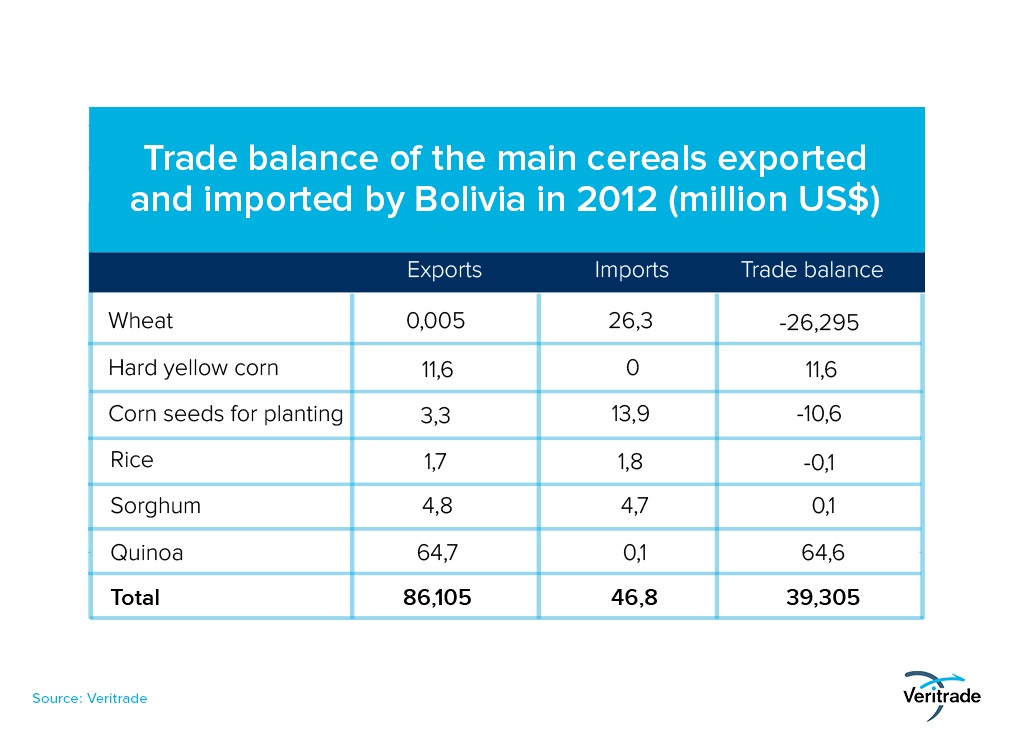 Trade balance of the main cereals exported
and imported by Bolivia in 2012 (million US$)
Exports Imports Trade balance
Wheat 0,005 26,3 -26,295
Hard yellow corn 11,6 0 11,6
Corn seeds for planting 3,3 13,9 -10,6
Rice 1,7 1,8 -0,1
Sorghum 4,8 4,7 0,1
Quinoa 64,7 0,1 64,6
Total 86,105 46,8 39,305
Source: Veritrade
Veritrade